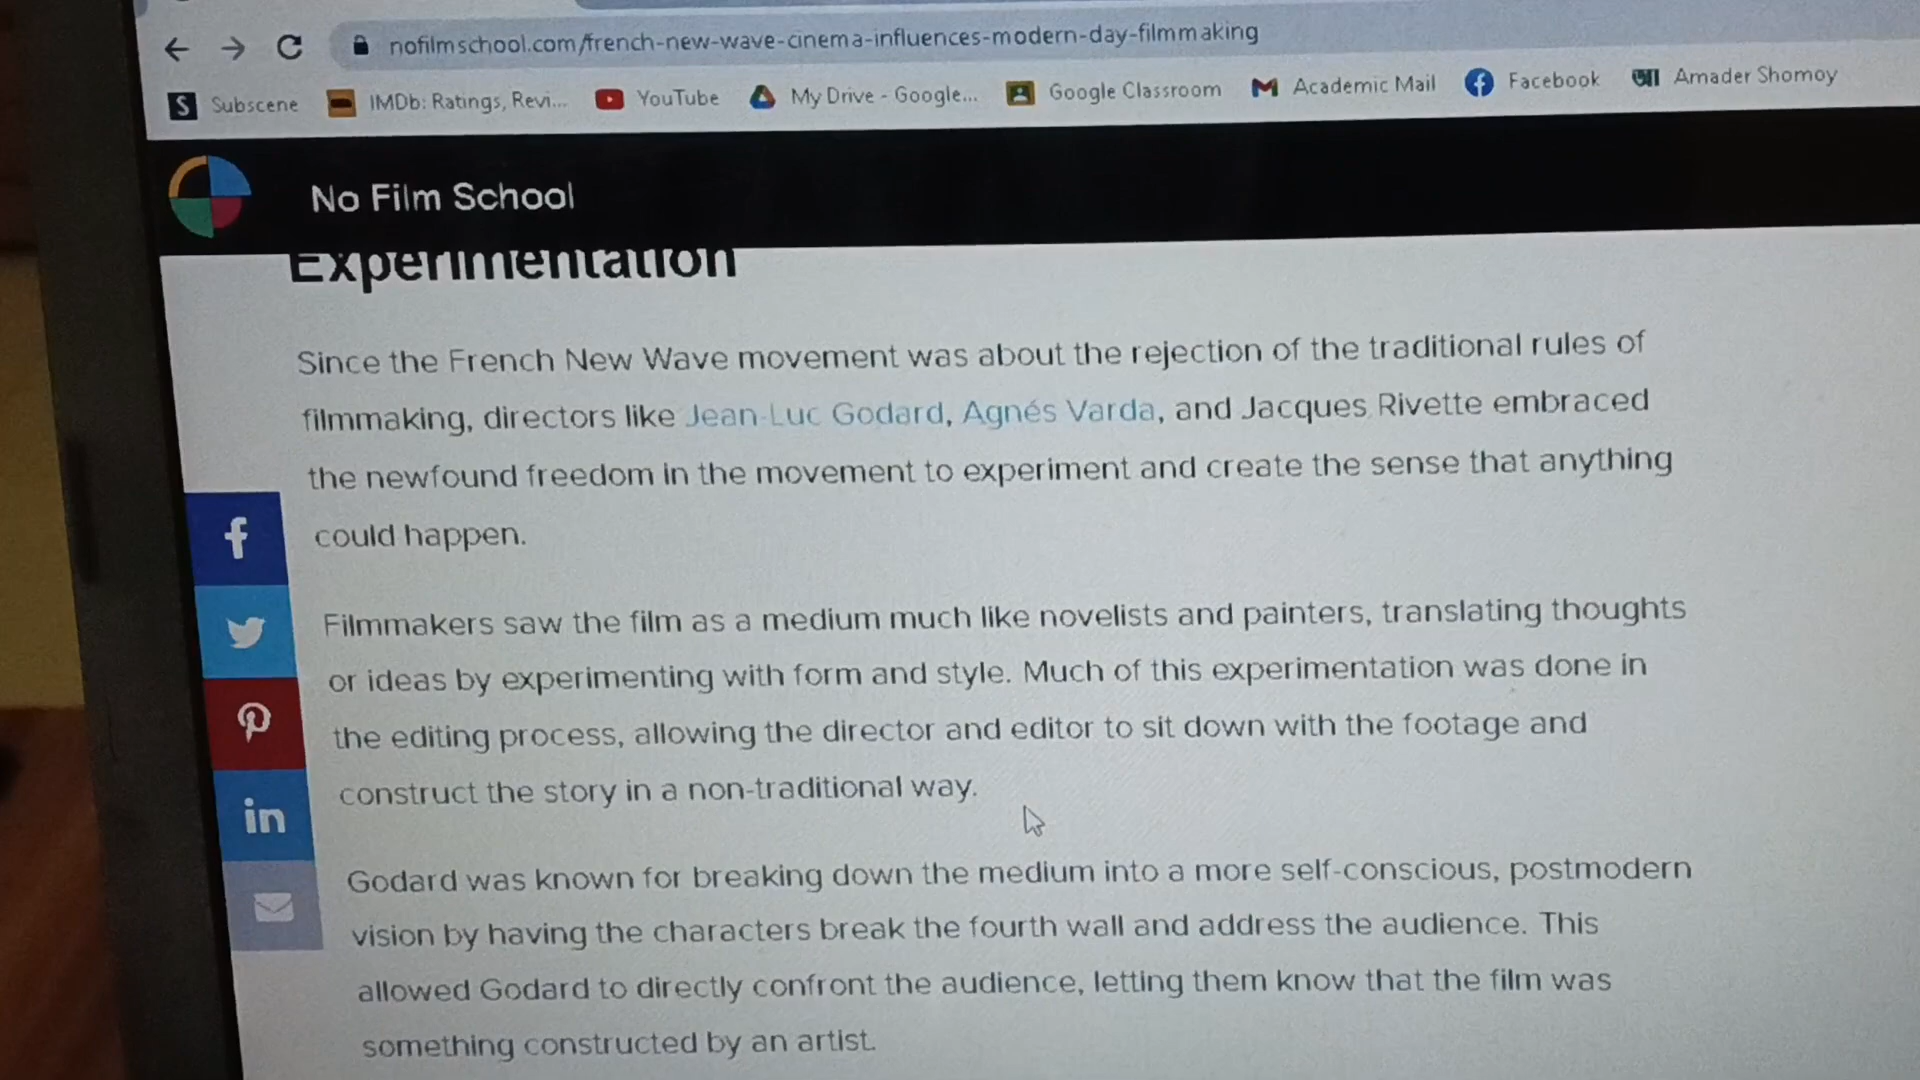 nofilmschool.com/french-new-wave-cinema-influences-modern-day-filmmaking
Subscene IMDb: Ratings, Revi... YouTube My Drive - Google... Google Classroom Academic Mail Facebook Amader Shomoy
No Film School
Experimentation
Since the French New Wave movement was about the rejection of the traditional rules of
filmmaking, directors like Jean-Luc Godard, Agnés Varda, and Jacques Rivette embraced
the newfound freedom in the movement to experiment and create the sense that anything
could happen.
Filmmakers saw the film as a medium much like novelists and painters, translating thoughts
or ideas by experimenting with form and style. Much of this experimentation was done in
the editing process, allowing the director and editor to sit down with the footage and
construct the story in a non-traditional way.
Godard was known for breaking down the medium into a more self-conscious, postmodern
vision by having the characters break the fourth wall and address the audience. This
allowed Godard to directly confront the audience, letting them know that the film was
something constructed by an artist.